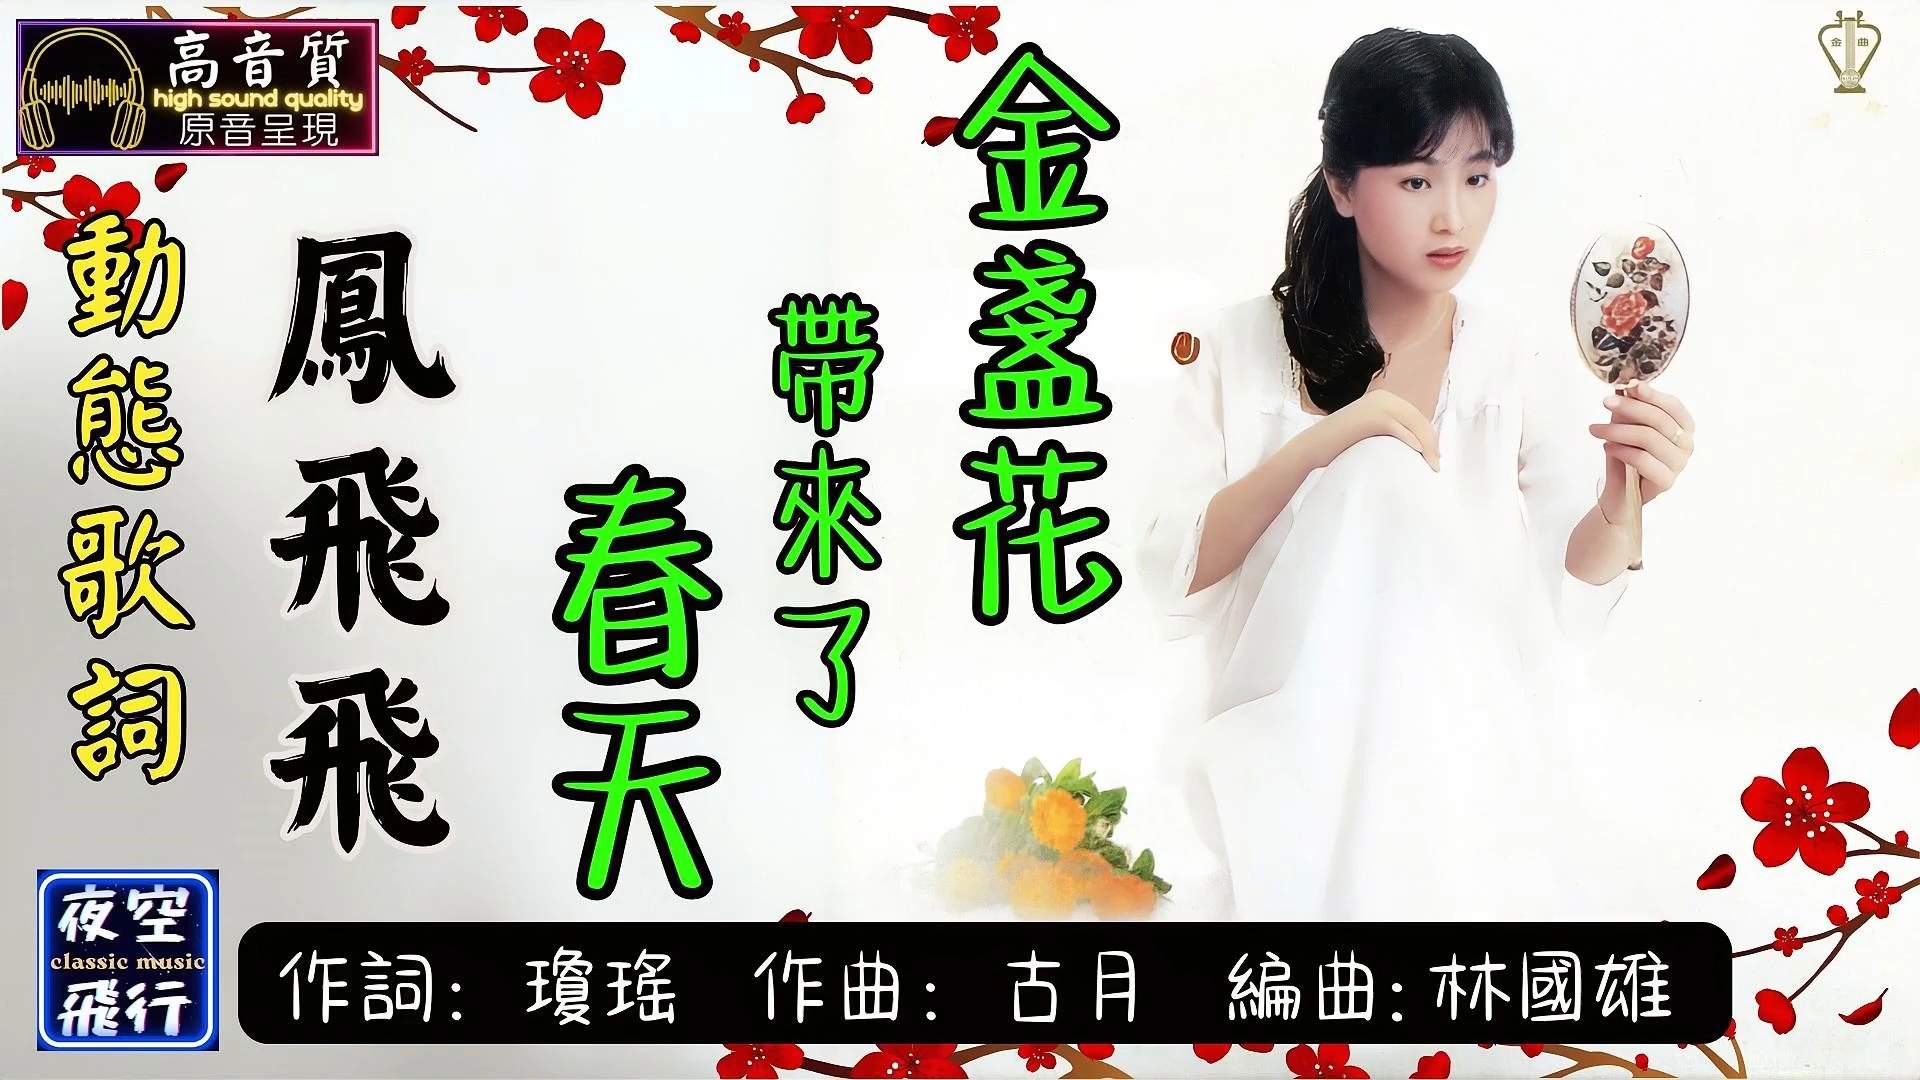 高音質
high sound quality
原音呈現
金曲
金盞花
帶來了
春天
鳳飛飛
動態歌詞
夜空
classic music
飛行
作詞: 瓊瑤 作曲: 古月 編曲: 林國雄